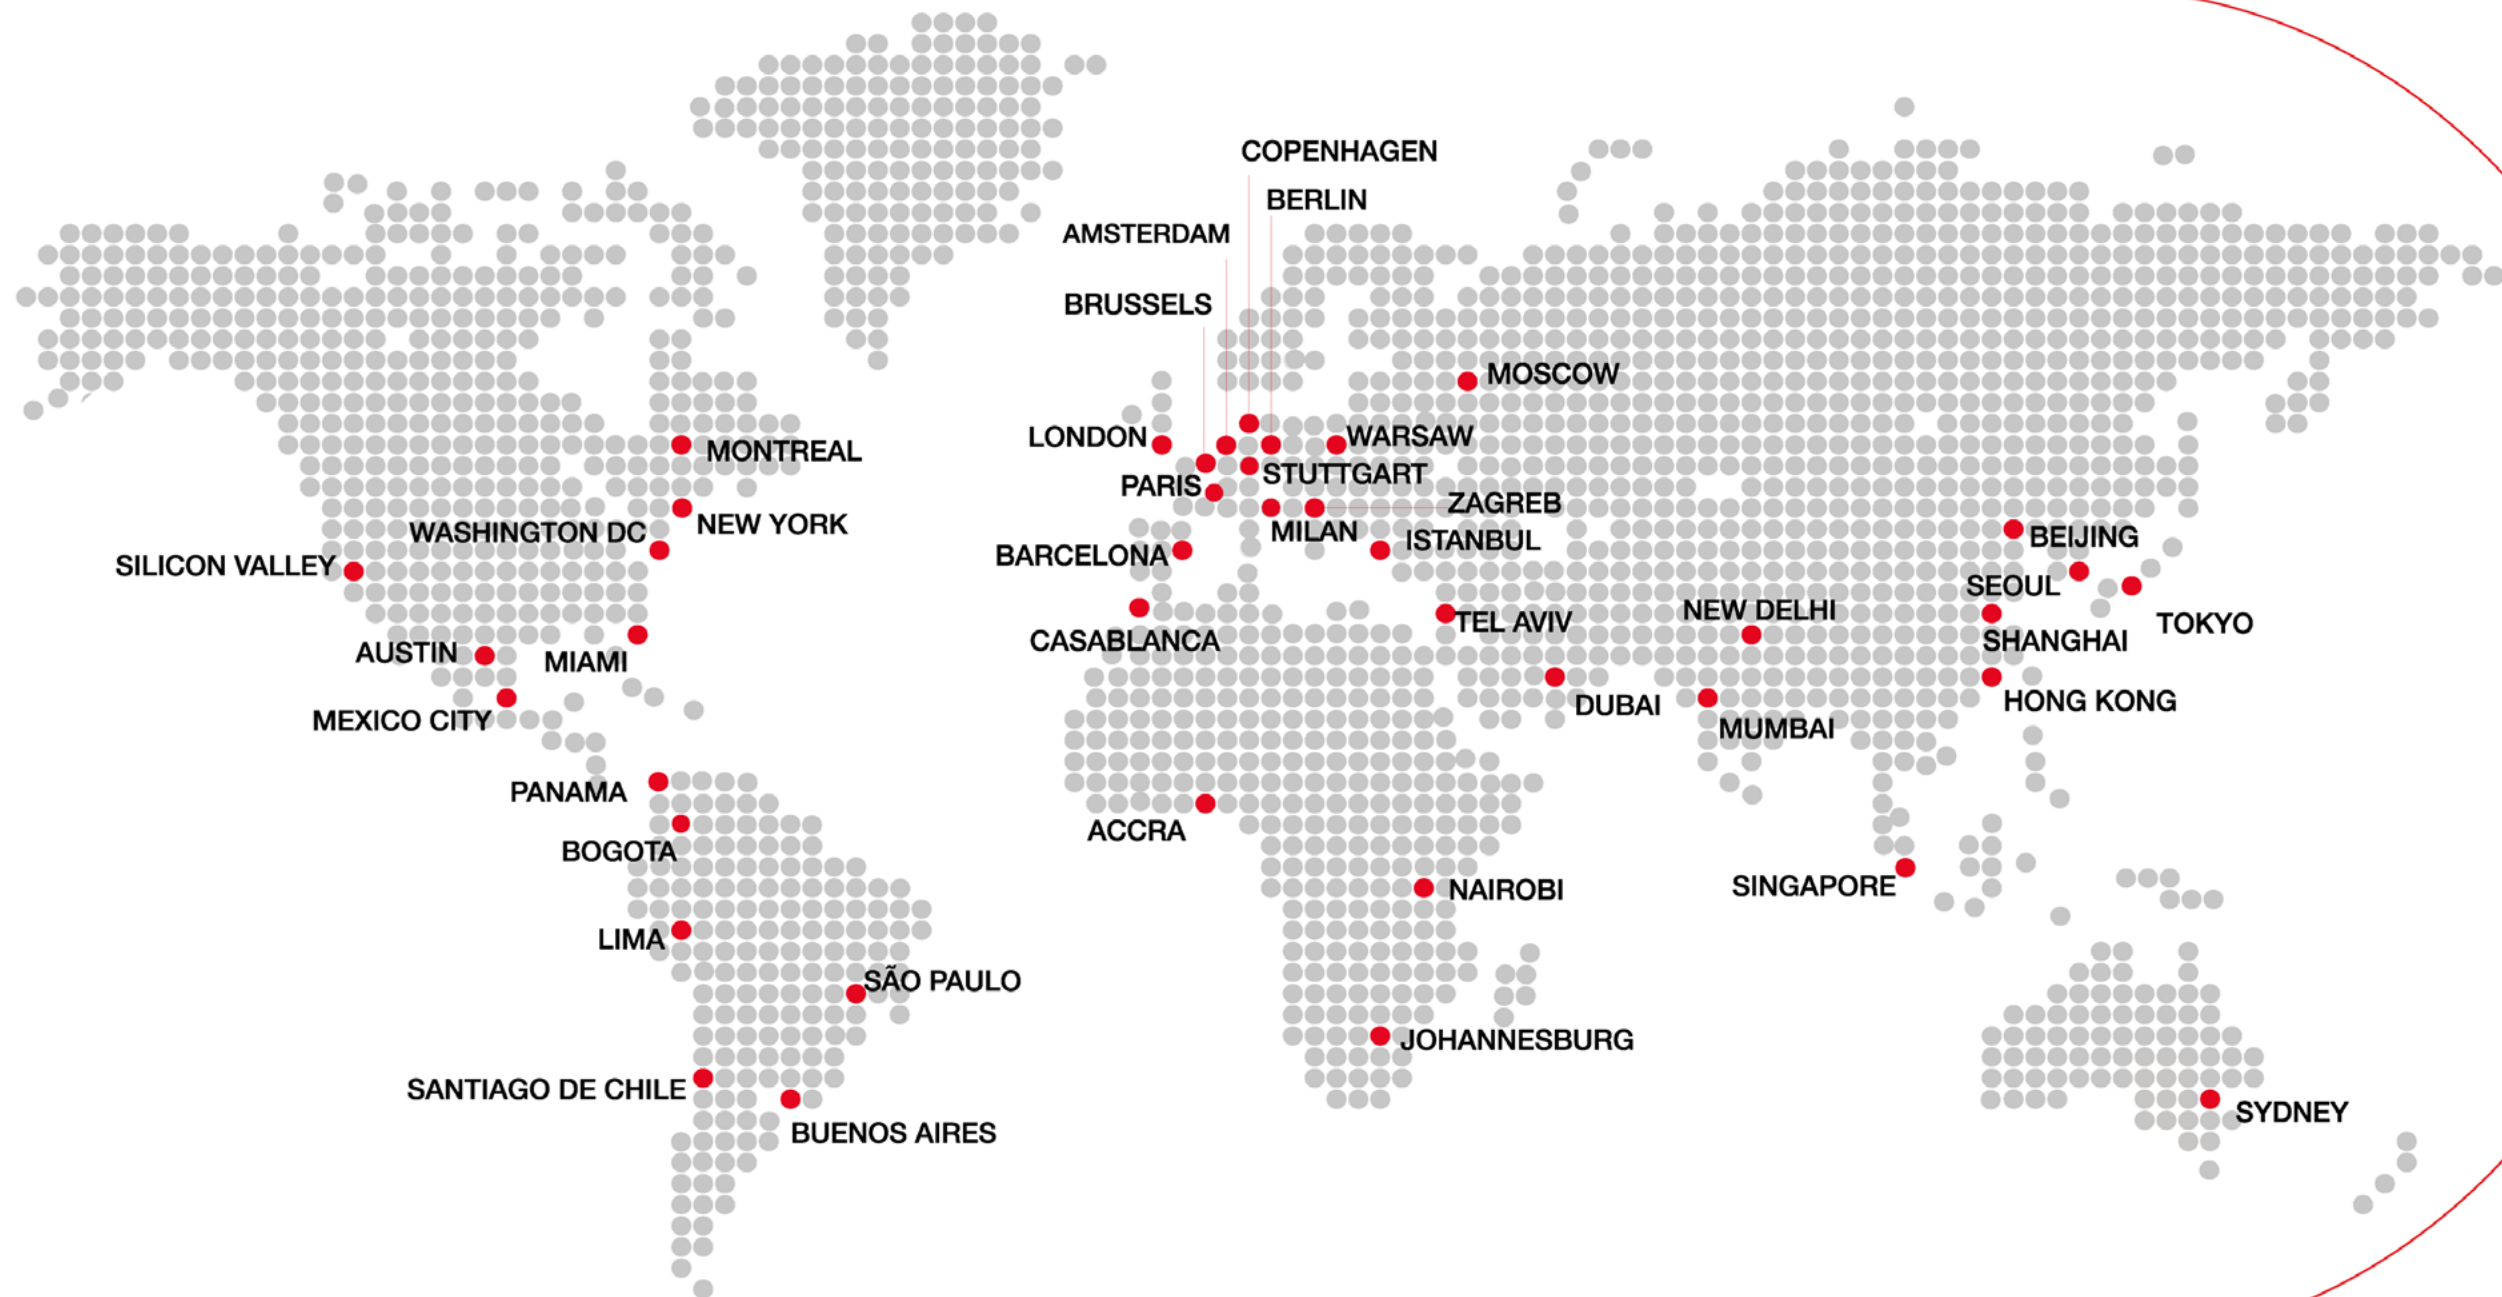 COPENHAGEN
BERLIN
AMSTERDAM
BRUSSELS
MOSCOW
LONDON
WARSAW
MONTREAL
STUTTGART
PARIS
ZAGREB
NEW YORK
WASHINGTON DC
MILAN
ISTANBUL
BEIJING
BARCELONA
SILICON VALLEY
SEOUL
NEW DELHI
TEL AVIV
TOKYO
CASABLANCA
SHANGHAI
AUSTIN
MIAMI
HONG KONG
DUBAI
MEXICO CITY
MUMBAI
PANAMA
ACCRA
BOGOTA
SINGAPORE
NAIROBI
LIMA
SÃO PAULO
JOHANNESBURG
SANTIAGO DE CHILE
SYDNEY
BUENOS AIRES